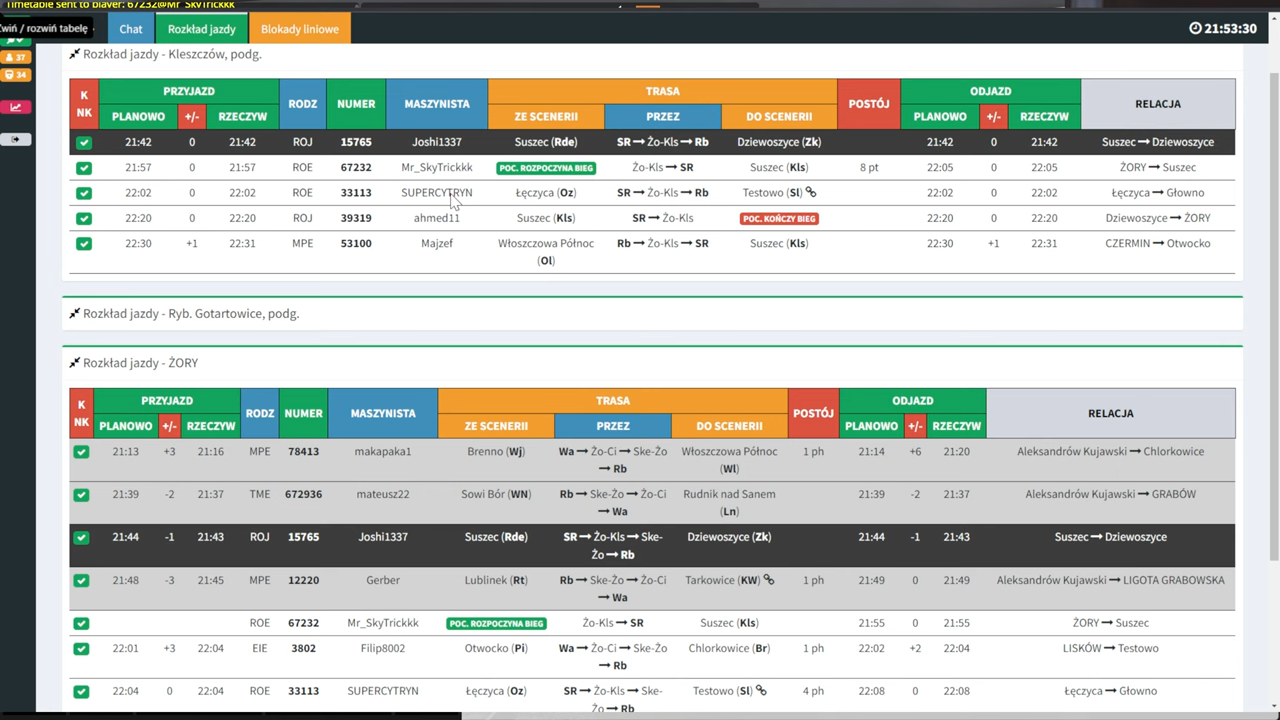 Timetable sent to player: 67232@Mr_SkyTrickkk
Zwiń / rozwiń tabelę Chat Rozkład jazdy Blokady liniowe 21:53:30
37
34
Rozkład jazdy - Kleszczów, podg.
K NK PRZYJAZD RODZ NUMER MASZYNISTA TRASA POSTÓJ ODJAZD RELACJA
PLANOWO +/- RZECZYW ZE SCENERII PRZEZ DO SCENERII PLANOWO +/- RZECZYW
21:42 0 21:42 ROJ 15765 Joshi1337 Suszec (Rde) SR → Żo-Kls → Rb Dziewoszyce (Zk) 21:42 0 21:42 Suszec → Dziewoszyce
21:57 0 21:57 ROE 67232 Mr_SkyTrickkk POC. ROZPOCZYNA BIEG Żo-Kls → SR Suszec (Kls) 8 pt 22:05 0 22:05 ŻORY → Suszec
22:02 0 22:02 ROE 33113 SUPERCYTRYN Łęczyca (Oz) SR → Żo-Kls → Rb Testowo (Sl) 22:02 0 22:02 Łęczyca → Głowno
22:20 0 22:20 ROJ 39319 ahmed11 Suszec (Kls) SR → Żo-Kls POC. KOŃCZY BIEG 22:20 0 22:20 Dziewoszyce → ŻORY
22:30 +1 22:31 MPE 53100 Majzef Włoszczowa Północ Rb → Żo-Kls → SR Suszec (Kls) 22:30 +1 22:31 CZERMIN → Otwocko
(Ol)
Rozkład jazdy - Ryb. Gotartowice, podg.
Rozkład jazdy - ŻORY
K NK PRZYJAZD RODZ NUMER MASZYNISTA TRASA POSTÓJ ODJAZD RELACJA
PLANOWO +/- RZECZYW ZE SCENERII PRZEZ DO SCENERII PLANOWO +/- RZECZYW
21:13 +3 21:16 MPE 78413 makapaka1 Brenno (Wj) Wa → Żo-Ci → Ske-Żo Włoszczowa Północ 1 ph 21:14 +6 21:20 Aleksandrów Kujawski → Chlorkowice
→ Rb (Wl)
21:39 -2 21:37 TME 672936 mateusz22 Sowi Bór (WN) Rb → Ske-Żo → Żo-Ci Rudnik nad Sanem 21:39 -2 21:37 Aleksandrów Kujawski → GRABÓW
→ Wa (Ln)
21:44 -1 21:43 ROJ 15765 Joshi1337 Suszec (Rde) SR → Żo-Kls → Ske- Dziewoszyce (Zk) 21:44 -1 21:43 Suszec → Dziewoszyce
Żo → Rb
21:48 -3 21:45 MPE 12220 Gerber Lublinek (Rt) Rb → Ske-Żo → Żo-Ci Tarkowice (KW) 1 ph 21:49 0 21:49 Aleksandrów Kujawski → LIGOTA GRABOWSKA
→ Wa
ROE 67232 Mr_SkyTrickkk POC. ROZPOCZYNA BIEG Żo-Kls → SR Suszec (Kls) 21:55 0 21:55 ŻORY → Suszec
22:01 +3 22:04 EIE 3802 Filip8002 Otwocko (Pi) Wa → Żo-Ci → Ske-Żo Chlorkowice (Br) 1 ph 22:02 +2 22:04 LISKÓW → Testowo
→ Rb
22:04 0 22:04 ROE 33113 SUPERCYTRYN Łęczyca (Oz) SR → Żo-Kls → Ske- Testowo (Sl) 4 ph 22:08 0 22:08 Łęczyca → Głowno
Żo → Rb